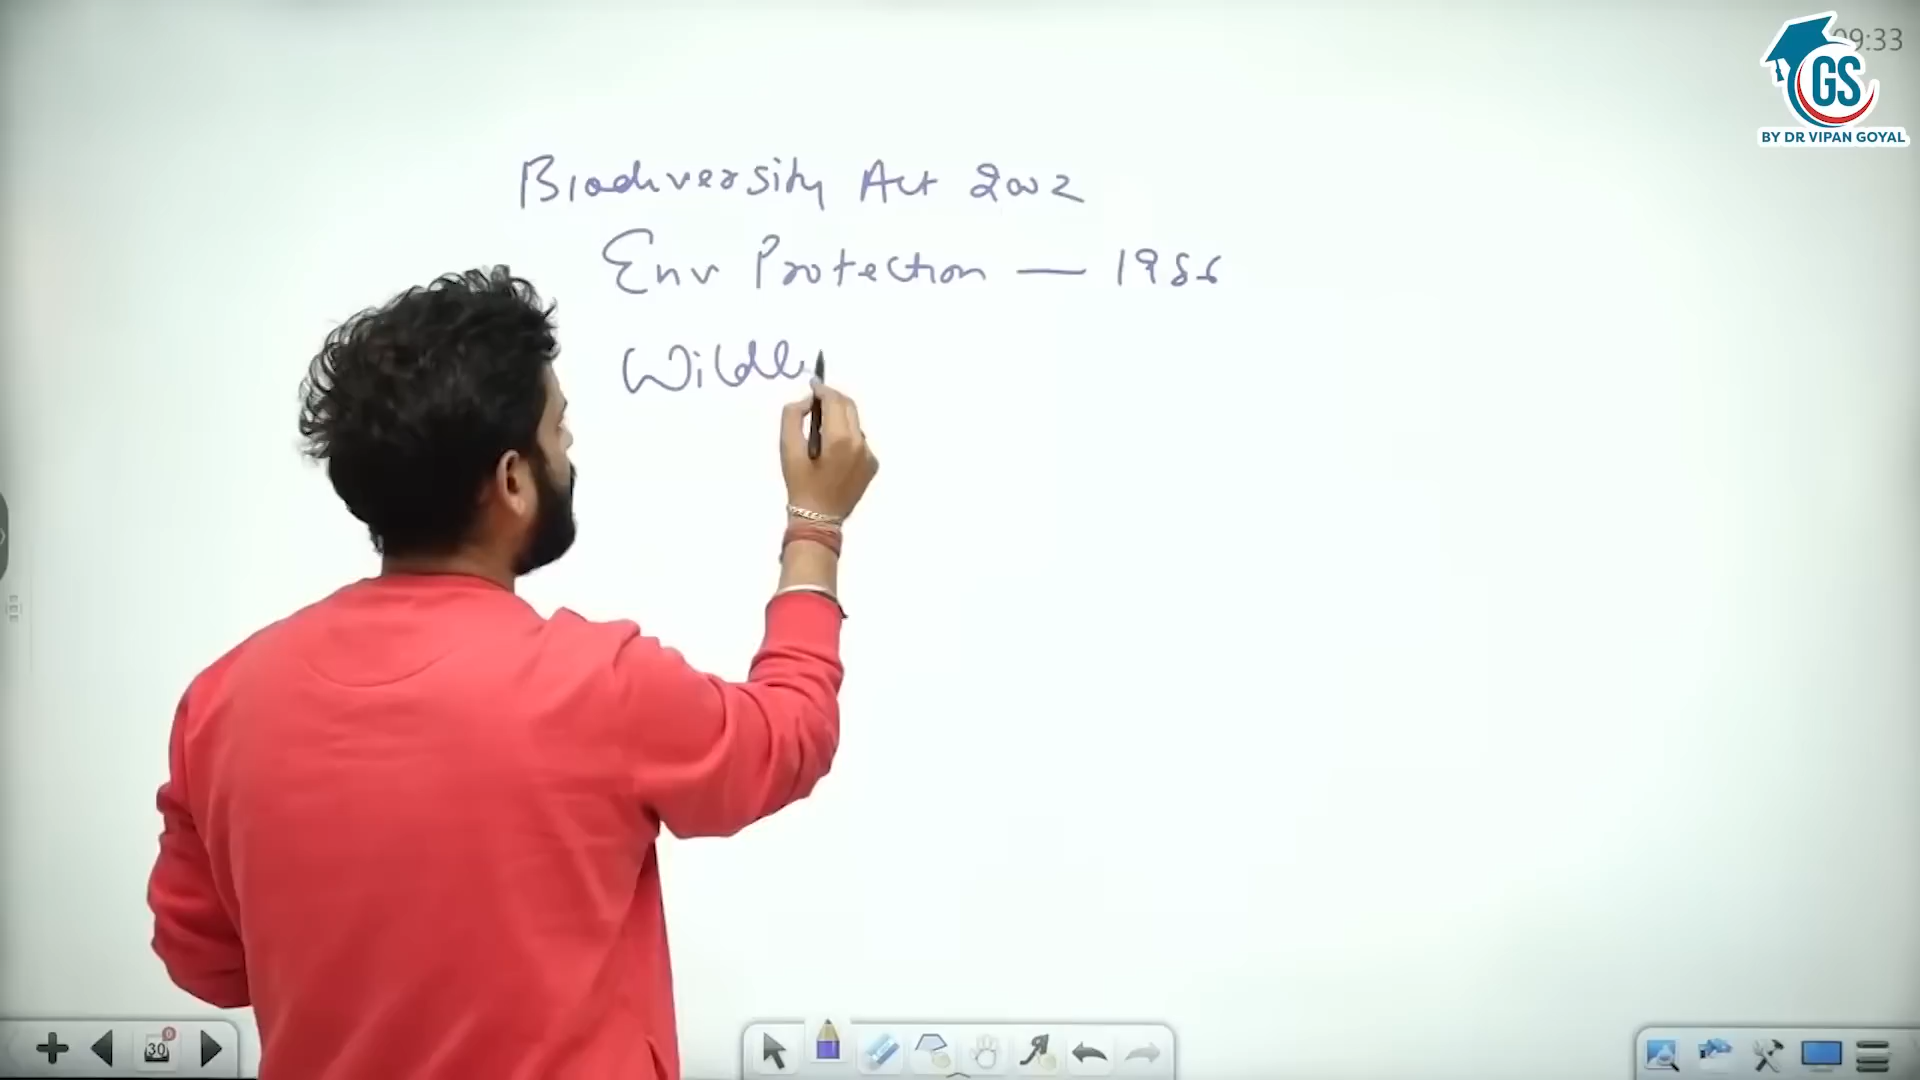 09:33
GS
BY DR VIPAN GOYAL
Biodiversity Act 2002
Env Protection — 1986
Wildl
30